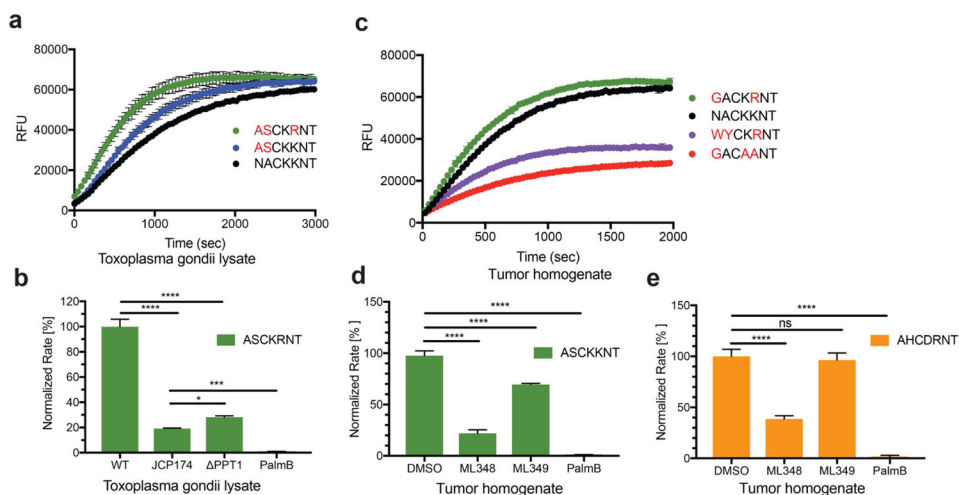 a
80000
60000
40000
20000
0
RFU
ASCKRNT
ASCKKNT
NACKKNT
0 1000 2000 3000
Time (sec)
Toxoplasma gondii lysate
c
80000
60000
40000
20000
0
RFU
GACKRNT
NACKKNT
WYCKRNT
GACAANT
0 500 1000 1500 2000
Time (sec)
Tumor homogenate
b
120
100
80
60
40
20
0
Normalized Rate [%]
****
****
***
*
ASCKRNT
WT JCP174 ΔPPT1 PalmB
Toxoplasma gondii lysate
d
150
100
50
0
Normalized Rate [% ]
****
****
****
ASCKKNT
DMSO ML348 ML349 PalmB
Tumor homogenate
e
150
100
50
0
Normalized Rate [% ]
****
ns
****
AHCDRNT
DMSO ML348 ML349 PalmB
Tumor homogenate